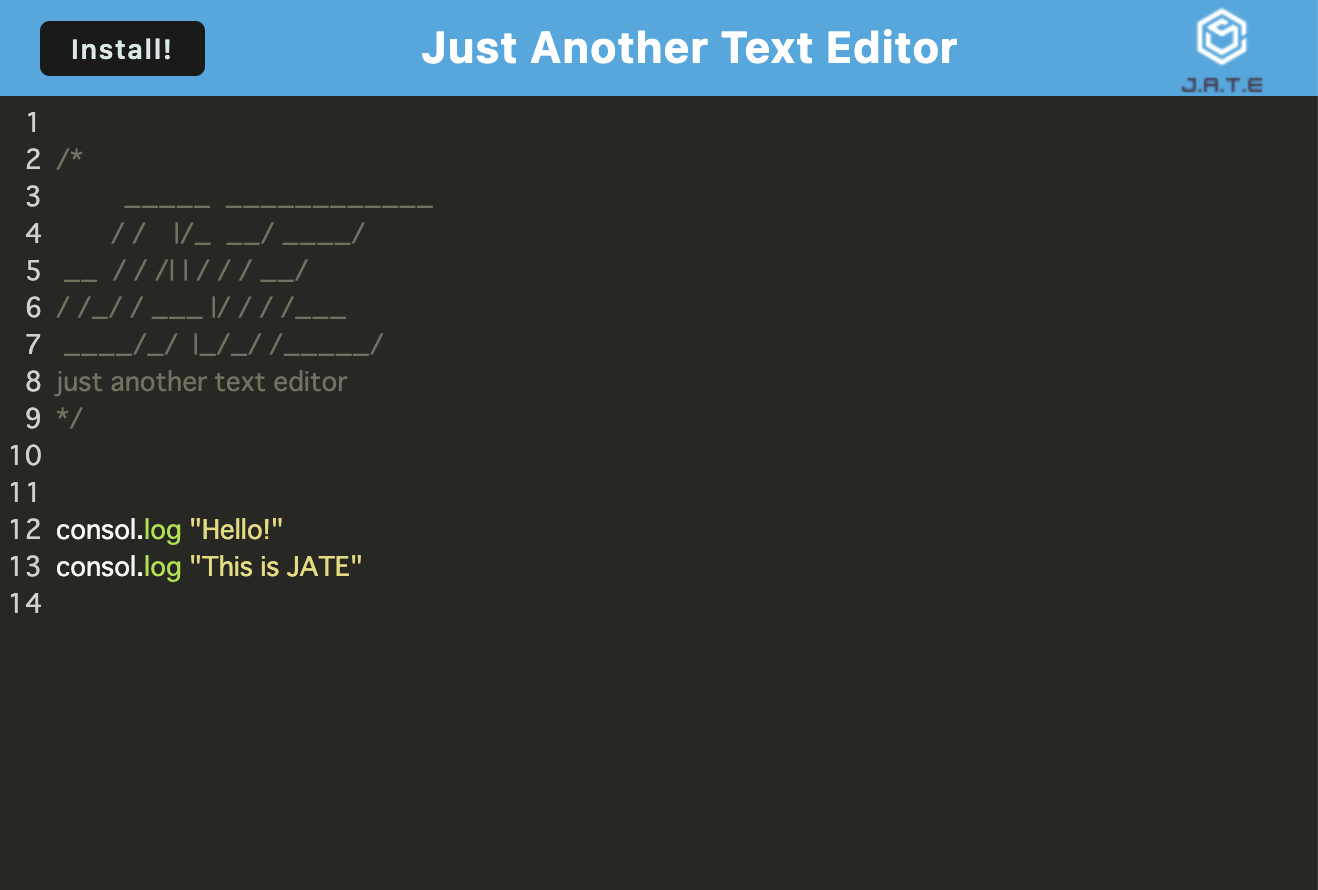 Install!
Just Another Text Editor
J.A.T.E
1
2 /*
3         _____  ____________
4        / /   |/_  __/ ____/
5  __  / / /| | / / / __/
6 / /_/ / ___ |/ / / /___
7  ____/_/  |_/_/ /_____/
8 just another text editor
9 */
10
11
12 consol.log "Hello!"
13 consol.log "This is JATE"
14